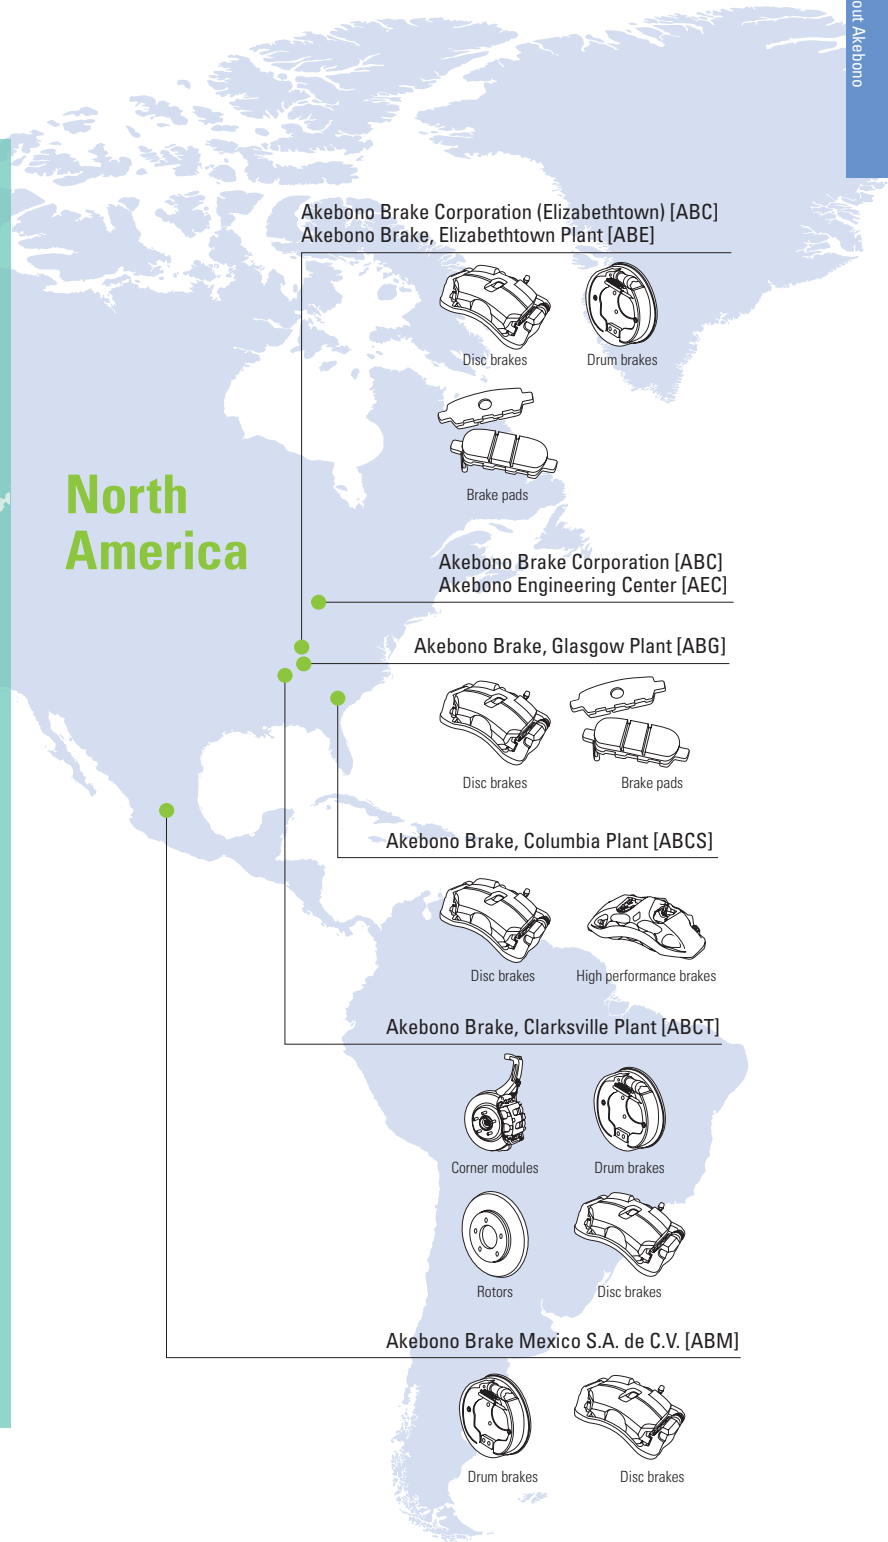 out Akebono
Akebono Brake Corporation (Elizabethtown) [ABC]
Akebono Brake, Elizabethtown Plant [ABE]
Disc brakes
Drum brakes
Brake pads
North
America
Akebono Brake Corporation [ABC]
Akebono Engineering Center [AEC]
Akebono Brake, Glasgow Plant [ABG]
Disc brakes
Brake pads
Akebono Brake, Columbia Plant [ABCS]
Disc brakes
High performance brakes
Akebono Brake, Clarksville Plant [ABCT]
Corner modules
Drum brakes
Rotors
Disc brakes
Akebono Brake Mexico S.A. de C.V. [ABM]
Drum brakes
Disc brakes